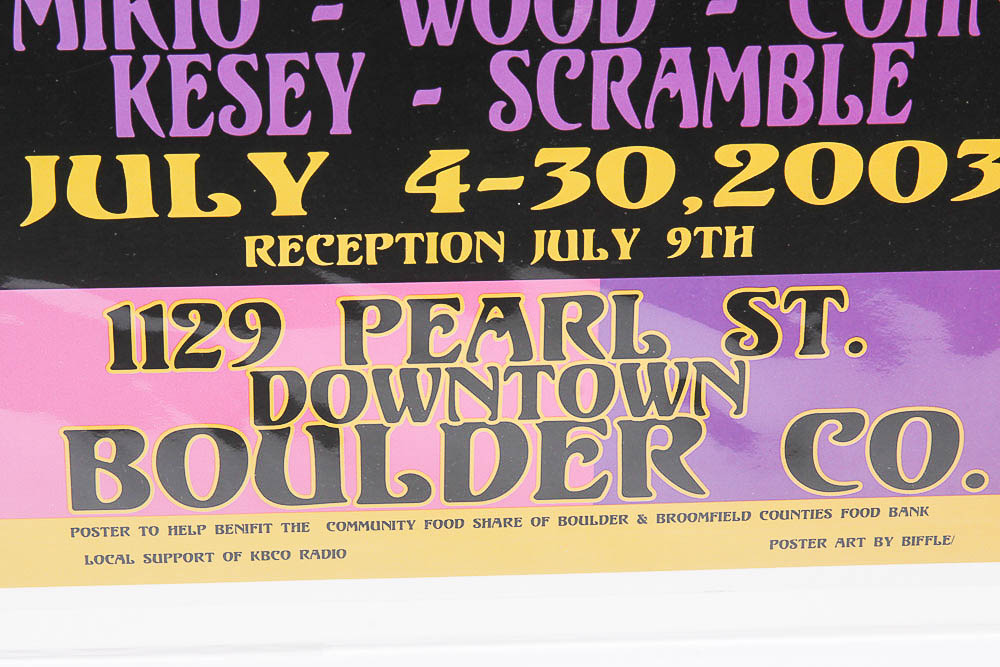 MIKIO - WOOD -
KESEY - SCRAMBLE
JULY 4-30,2003
RECEPTION JULY 9TH
1129 PEARL ST.
DOWNTOWN
BOULDER CO.
POSTER TO HELP BENIFIT THE COMMUNITY FOOD SHARE OF BOULDER & BROOMFIELD COUNTIES FOOD BANK
LOCAL SUPPORT OF KBCO RADIO
POSTER ART BY BIFFLE/